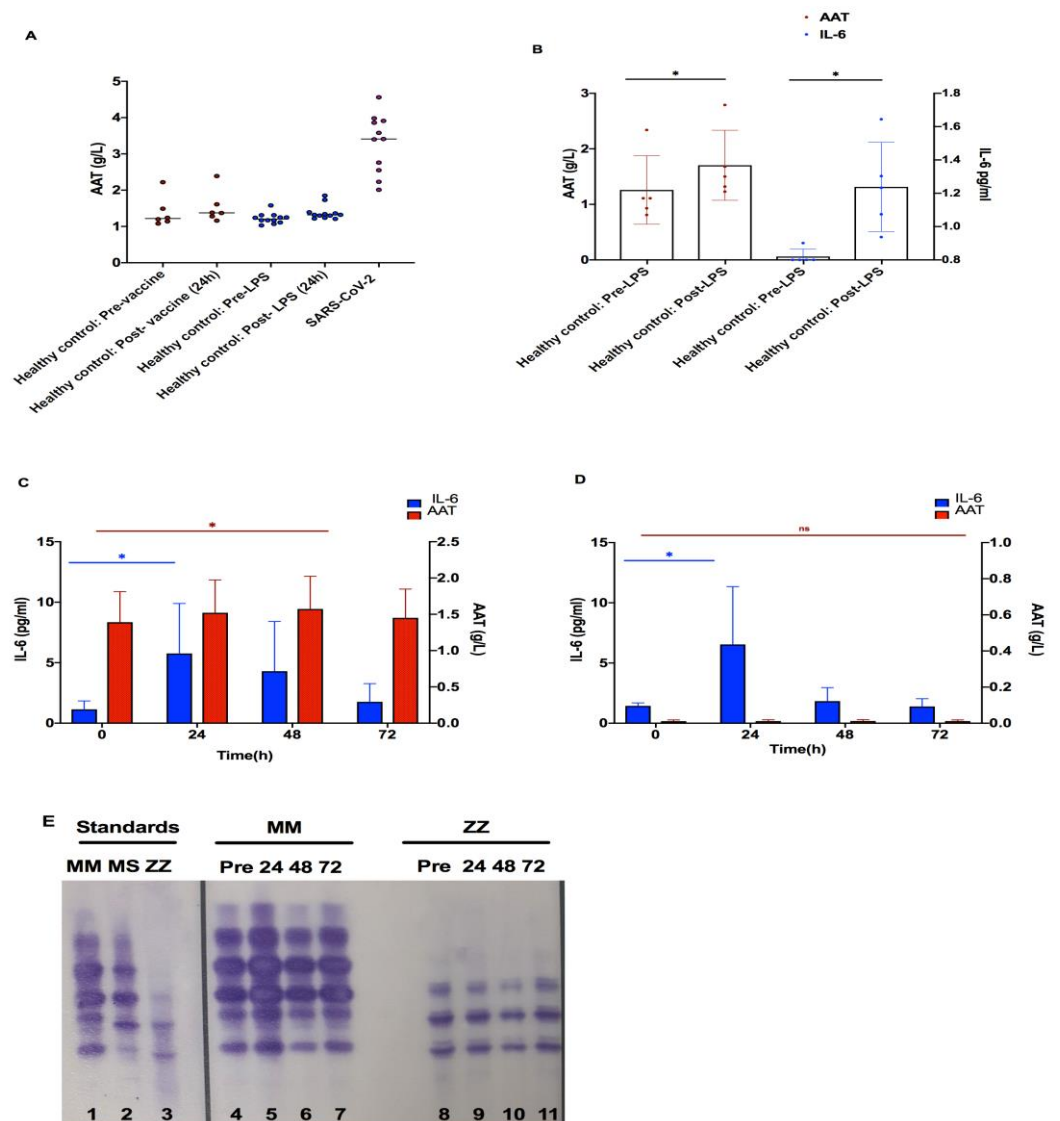 A
AAT (g/L)
5
4
3
2
1
0
Healthy control: Pre-vaccine
Healthy control: Post- vaccine (24h)
Healthy control: Pre-LPS
Healthy control: Post- LPS (24h)
SARS-CoV-2
B
AAT
IL-6
*
*
AAT (g/L)
3
2
1
0
1.8
1.6
1.4
1.2
1.0
0.8
IL-6 pg/ml
Healthy control: Pre-LPS
Healthy control: Post-LPS
Healthy control: Pre-LPS
Healthy control: Post-LPS
C
IL-6
AAT
*
*
IL-6 (pg/ml)
15
10
5
0
2.5
2.0
1.5
1.0
0.5
0.0
AAT (g/L)
0 24 48 72
Time(h)
D
IL-6
AAT
ns
*
IL-6 (pg/ml)
15
10
5
0
1.0
0.8
0.6
0.4
0.2
0.0
AAT (g/L)
0 24 48 72
Time(h)
E
Standards MM ZZ
MM MS ZZ Pre 24 48 72 Pre 24 48 72
1 2 3 4 5 6 7 8 9 10 11